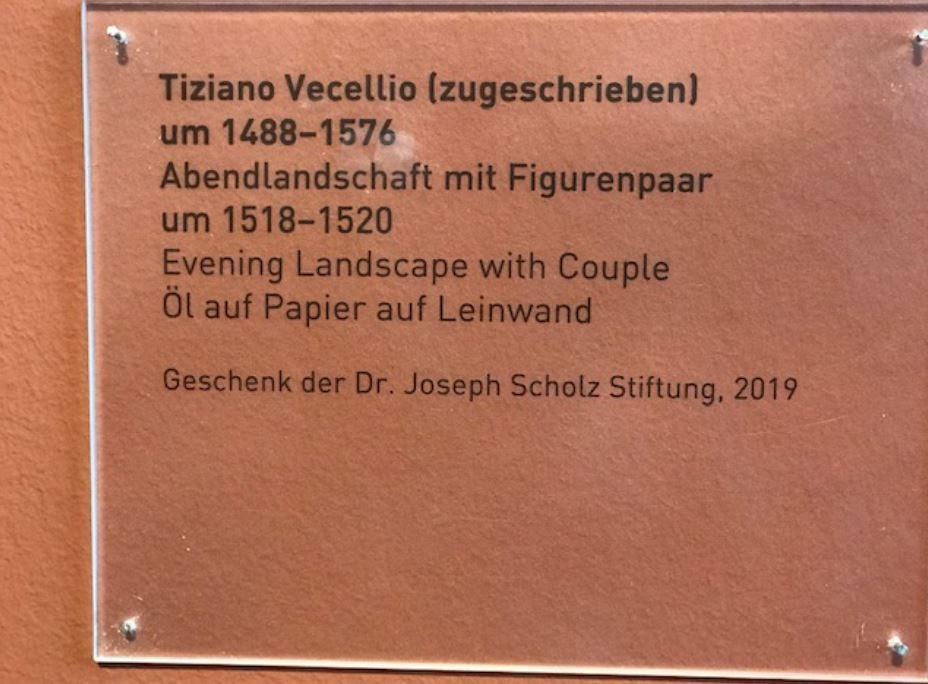 Tiziano Vecellio (zugeschrieben)
um 1488–1576
Abendlandschaft mit Figurenpaar
um 1518–1520
Evening Landscape with Couple
Öl auf Papier auf Leinwand
Geschenk der Dr. Joseph Scholz Stiftung, 2019